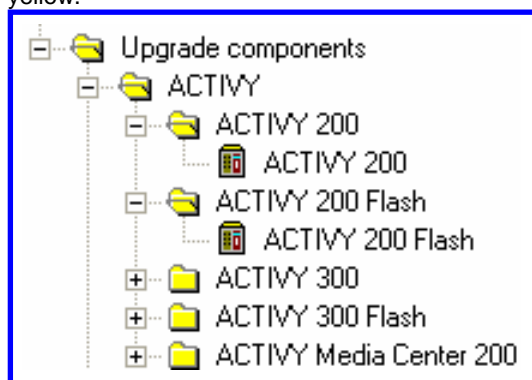 yellow.
Upgrade components
ACTIVY
ACTIVY 200
ACTIVY 200
ACTIVY 200 Flash
ACTIVY 200 Flash
ACTIVY 300
ACTIVY 300 Flash
ACTIVY Media Center 200